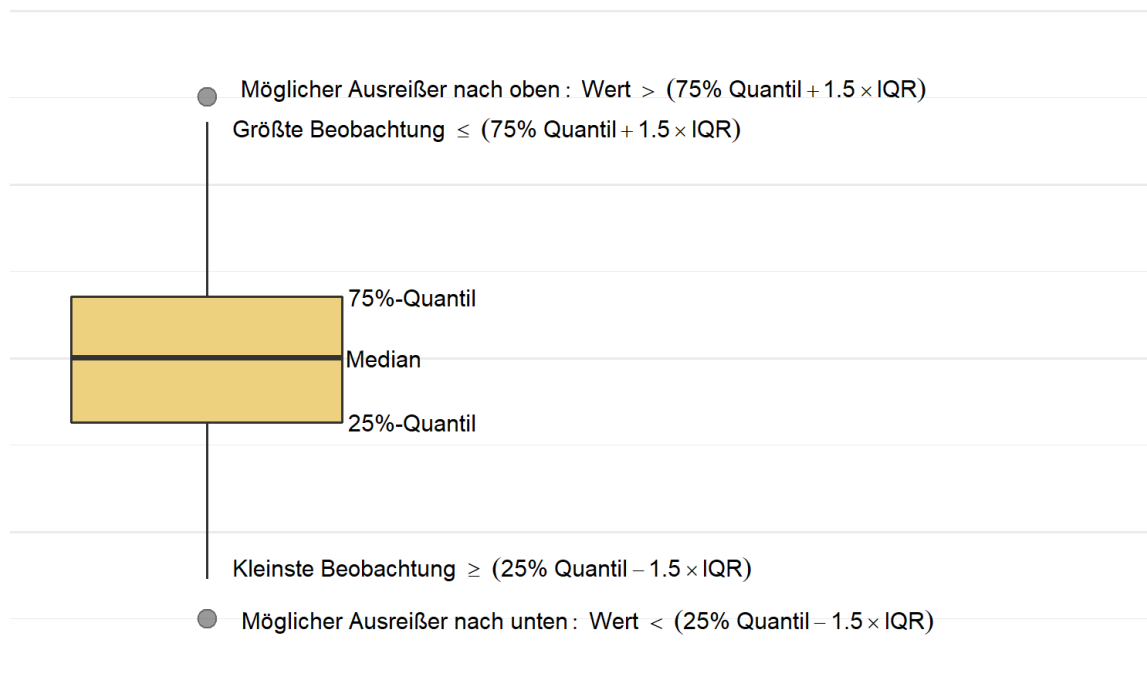 Möglicher Ausreißer nach oben : Wert > (75% Quantil + 1.5 × IQR)
Größte Beobachtung ≤ (75% Quantil + 1.5 × IQR)
75%-Quantil
Median
25%-Quantil
Kleinste Beobachtung ≥ (25% Quantil − 1.5 × IQR)
Möglicher Ausreißer nach unten : Wert < (25% Quantil − 1.5 × IQR)